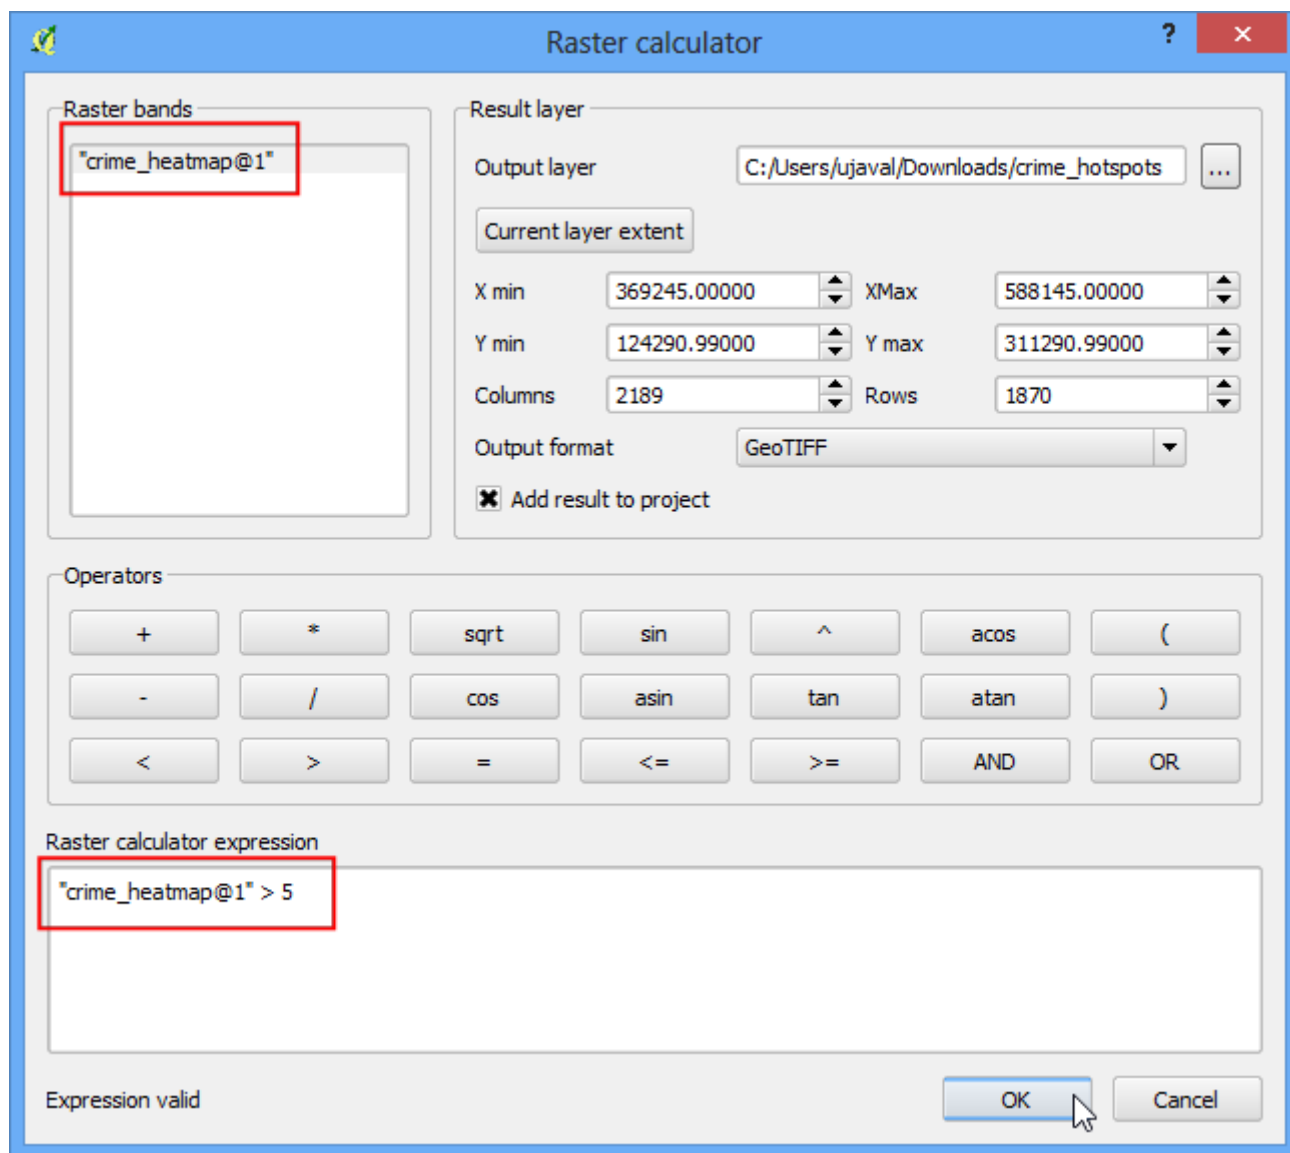 Raster calculator
?
Raster bands
"crime_heatmap@1"
Result layer
Output layer C:/Users/ujaval/Downloads/crime_hotspots ...
Current layer extent
X min 369245.00000 XMax 588145.00000
Y min 124290.99000 Y max 311290.99000
Columns 2189 Rows 1870
Output format GeoTIFF
Add result to project
Operators
+ * sqrt sin ^ acos (
- / cos asin tan atan )
< > = <= >= AND OR
Raster calculator expression
"crime_heatmap@1" > 5
Expression valid OK Cancel